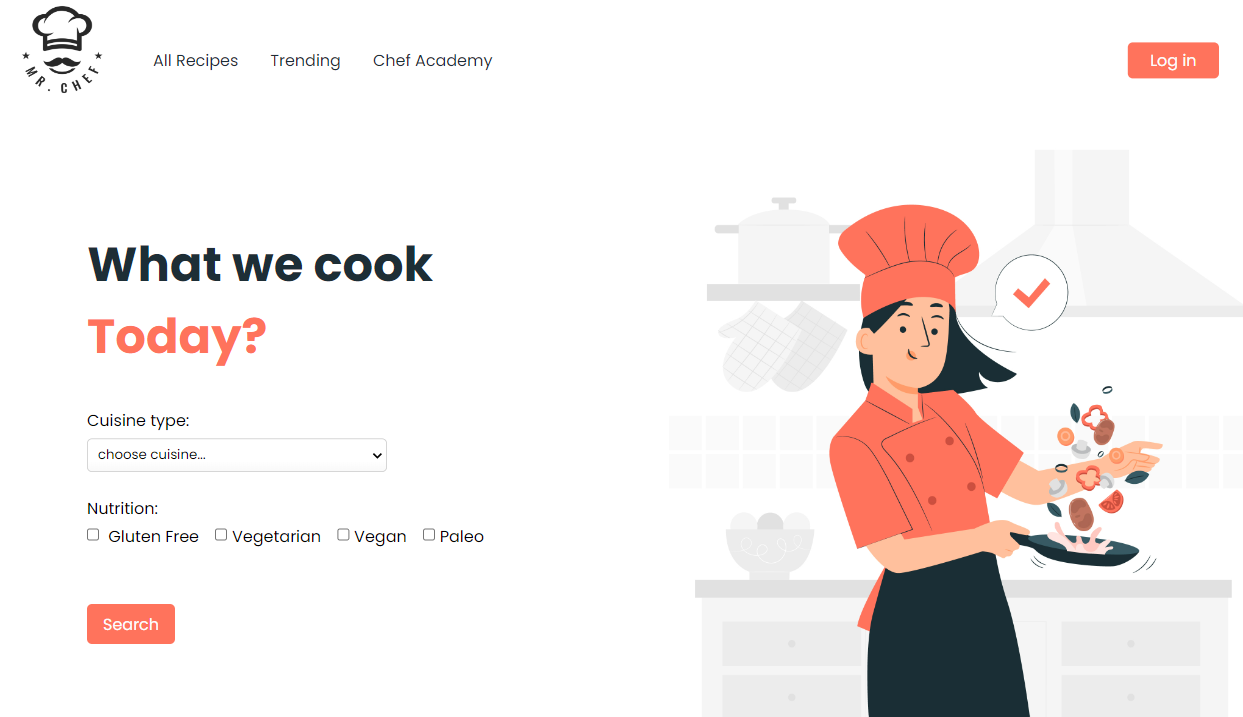 MR. CHEF
All Recipes Trending Chef Academy
Log in
What we cook
Today?
Cuisine type:
choose cuisine...
Nutrition:
Gluten Free Vegetarian Vegan Paleo
Search